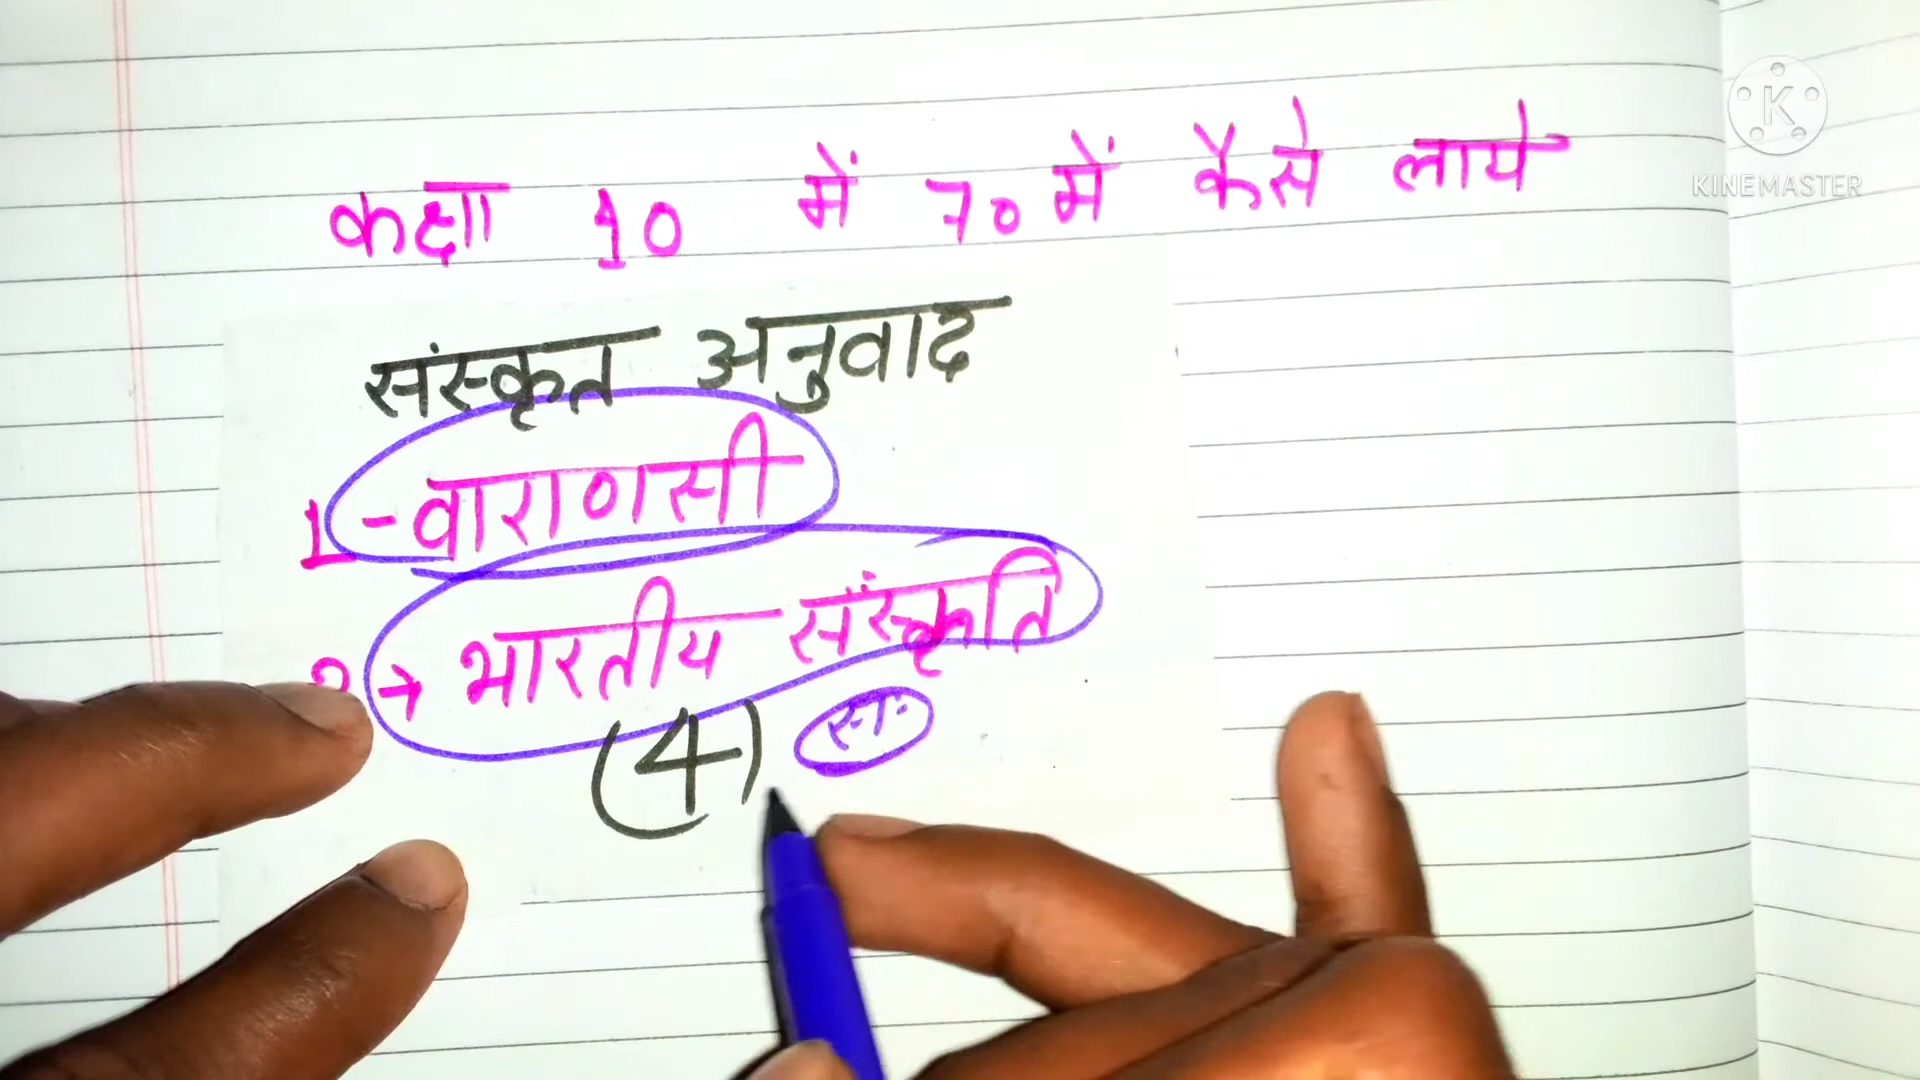 कक्षा 10 में 70 में कैसे लाये
संस्कृत अनुवाद
1 - वाराणसी
2 → भारतीय संस्कृति
(4)
KINEMASTER